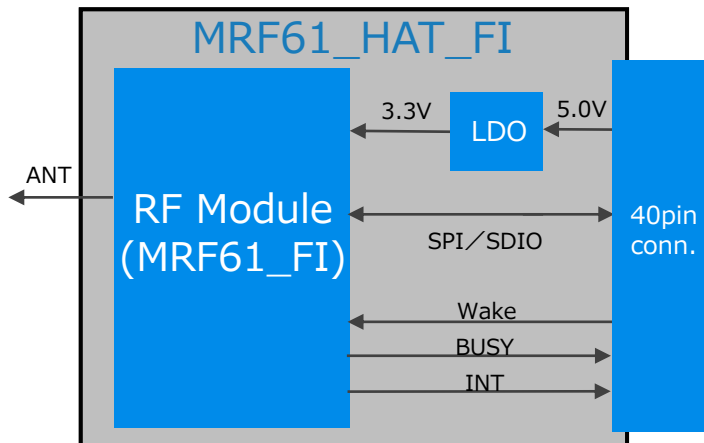 MRF61_HAT_FI
3.3V
LDO
5.0V
ANT
RF Module
(MRF61_FI)
SPI／SDIO
40pin
conn.
Wake
BUSY
INT